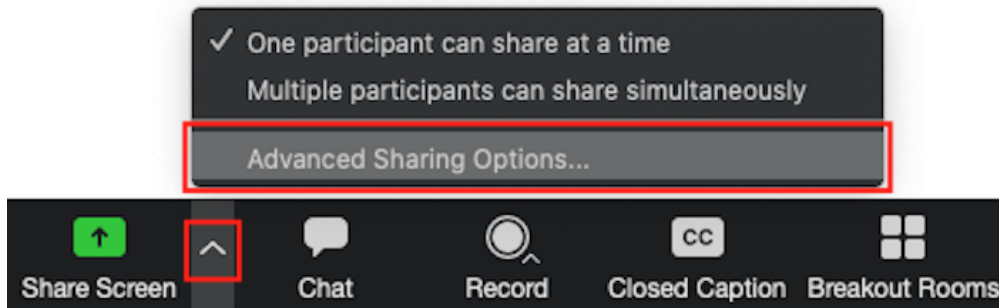 ✓ One participant can share at a time
Multiple participants can share simultaneously
Advanced Sharing Options...
CC
Share Screen Chat Record Closed Caption Breakout Rooms